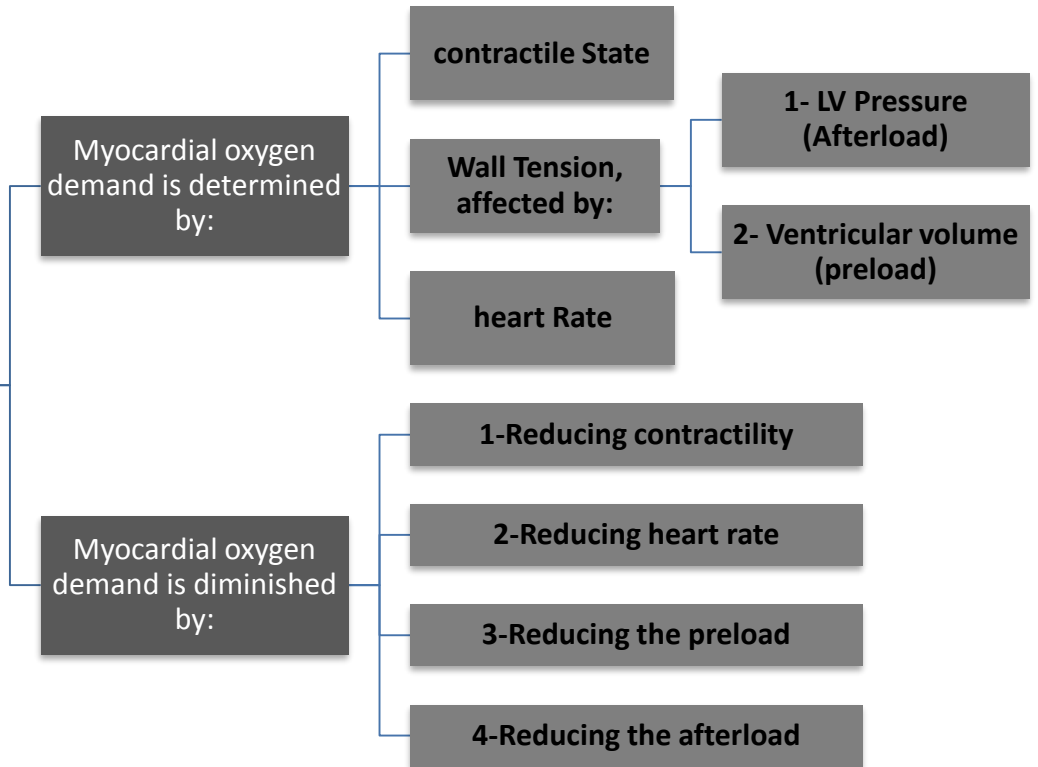 Myocardial oxygen
demand is determined
by:
contractile State
Wall Tension,
affected by:
1- LV Pressure
(Afterload)
2- Ventricular volume
(preload)
heart Rate
Myocardial oxygen
demand is diminished
by:
1-Reducing contractility
2-Reducing heart rate
3-Reducing the preload
4-Reducing the afterload